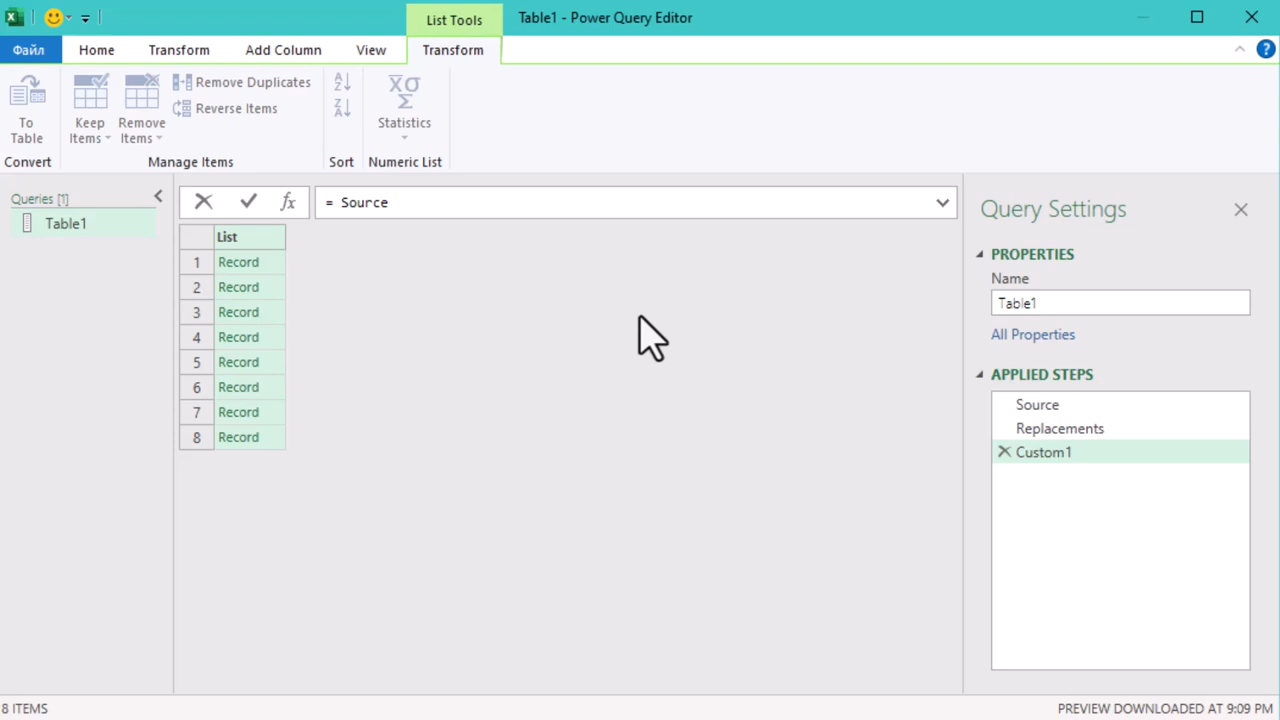 List Tools
Table1 - Power Query Editor
Файл
Home
Transform
Add Column
View
Transform
?
To
Table
Convert
Keep
Items
Remove
Items
Remove Duplicates
Reverse Items
Manage Items
A
Z
Z
A
Sort
X̅σ
Σ
Statistics
Numeric List
Queries [1]
Table1
fx
= Source
List
1 Record
2 Record
3 Record
4 Record
5 Record
6 Record
7 Record
8 Record
Query Settings
PROPERTIES
Name
Table1
All Properties
APPLIED STEPS
Source
Replacements
Custom1
8 ITEMS
PREVIEW DOWNLOADED AT 9:09 PM